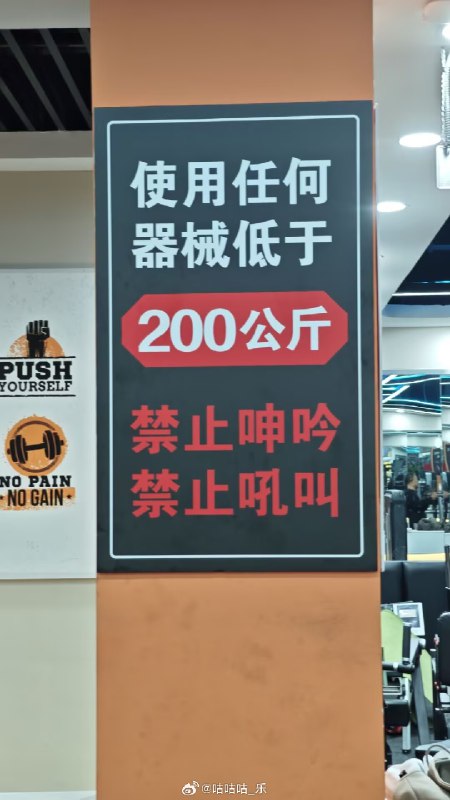 使用任何
器械低于
200公斤
禁止呻吟
禁止吼叫
PUSH
YOURSELF
NO PAIN
NO GAIN
@咕咕咕_乐